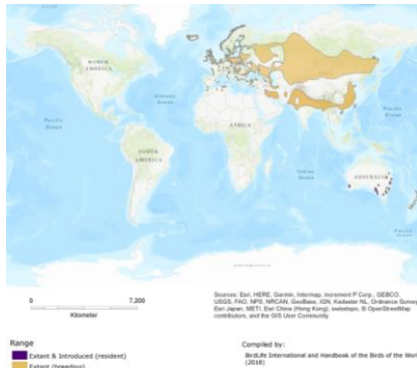 NORTH
AMERICA
Atlantic
Ocean
Pacific
Ocean
Pacific
Ocean
AFRICA
SOUTH
AMERICA
Indian
Ocean
AUSTRALIA
0 7,200
Kilometer
Sources: Esri, HERE, Garmin, Intermap, increment P Corp., GEBCO,
USGS, FAO, NPS, NRCAN, GeoBase, IGN, Kadaster NL, Ordnance Survey,
Esri Japan, METI, Esri China (Hong Kong), swisstopo, © OpenStreetMap
contributors, and the GIS User Community
Range
Extant & Introduced (resident)
Extant (breeding)
Compiled by:
BirdLife International and Handbook of the Birds of the World
(2018)